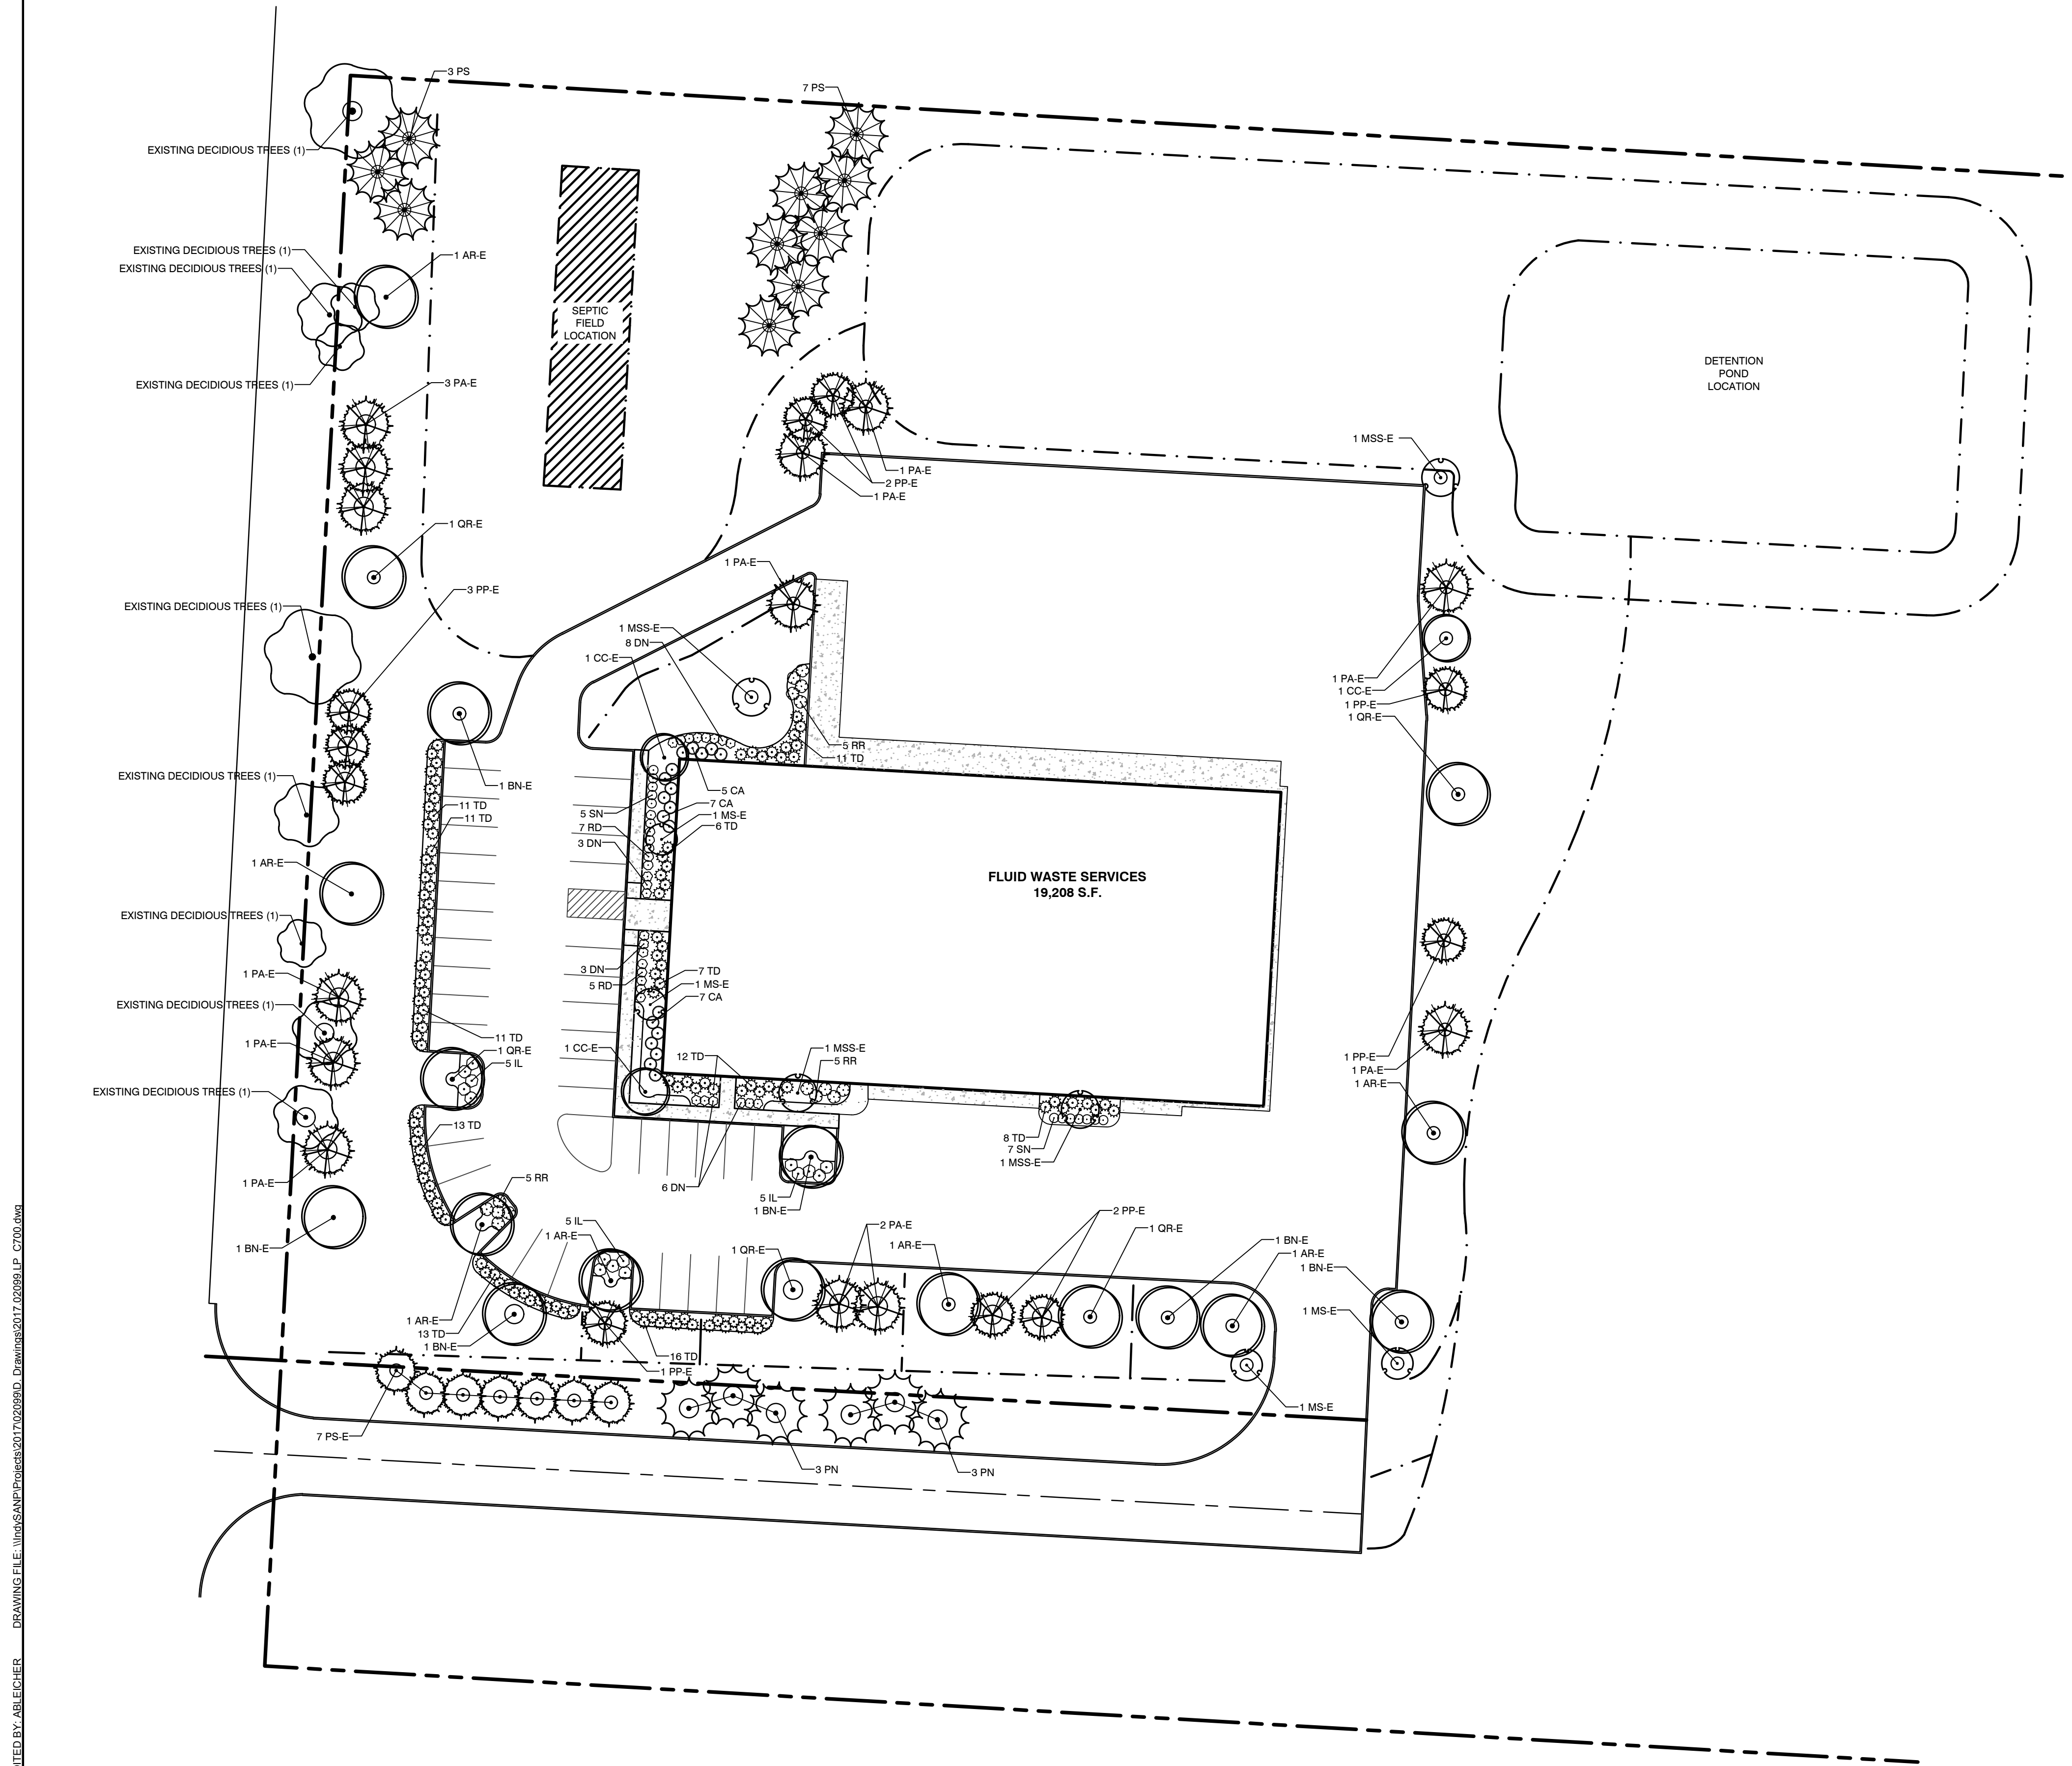 3 PS
7 PS
EXISTING DECIDIOUS TREES (1)
EXISTING DECIDIOUS TREES (1)
1 AR-E
EXISTING DECIDIOUS TREES (1)
SEPTIC
FIELD
LOCATION
DETENTION
POND
LOCATION
EXISTING DECIDIOUS TREES (1)
3 PA-E
1 MSS-E
1 PA-E
2 PP-E
1 PA-E
1 QR-E
1 PA-E
3 PP-E
EXISTING DECIDIOUS TREES (1)
1 MSS-E
8 DN
1 CC-E
1 PA-E
1 CC-E
1 PP-E
1 QR-E
5 RR
11 TD
EXISTING DECIDIOUS TREES (1)
1 BN-E
5 CA
11 TD
11 TD
5 SN
7 RD
3 DN
7 CA
1 MS-E
6 TD
1 AR-E
FLUID WASTE SERVICES
19,208 S.F.
EXISTING DECIDIOUS TREES (1)
1 PA-E
3 DN
5 RD
7 TD
1 MS-E
7 CA
EXISTING DECIDIOUS TREES (1)
11 TD
1 PA-E
1 QR-E
5 IL
1 CC-E
12 TD
1 MSS-E
5 RR
1 PP-E
1 PA-E
1 AR-E
EXISTING DECIDIOUS TREES (1)
13 TD
8 TD
7 SN
1 MSS-E
1 PA-E
5 RR
6 DN
5 IL
1 BN-E
1 BN-E
5 IL
1 AR-E
2 PA-E
2 PP-E
1 QR-E
1 QR-E
1 AR-E
1 BN-E
1 AR-E
1 BN-E
1 MS-E
1 AR-E
13 TD
1 BN-E
16 TD
1 PP-E
1 MS-E
7 PS-E
3 PN
3 PN
DRAWING FILE: \\IndySANP\Projects\2017\02099\D. Drawings\2017.02099.LP_C700.dwg
ITED BY: ABLEICHER